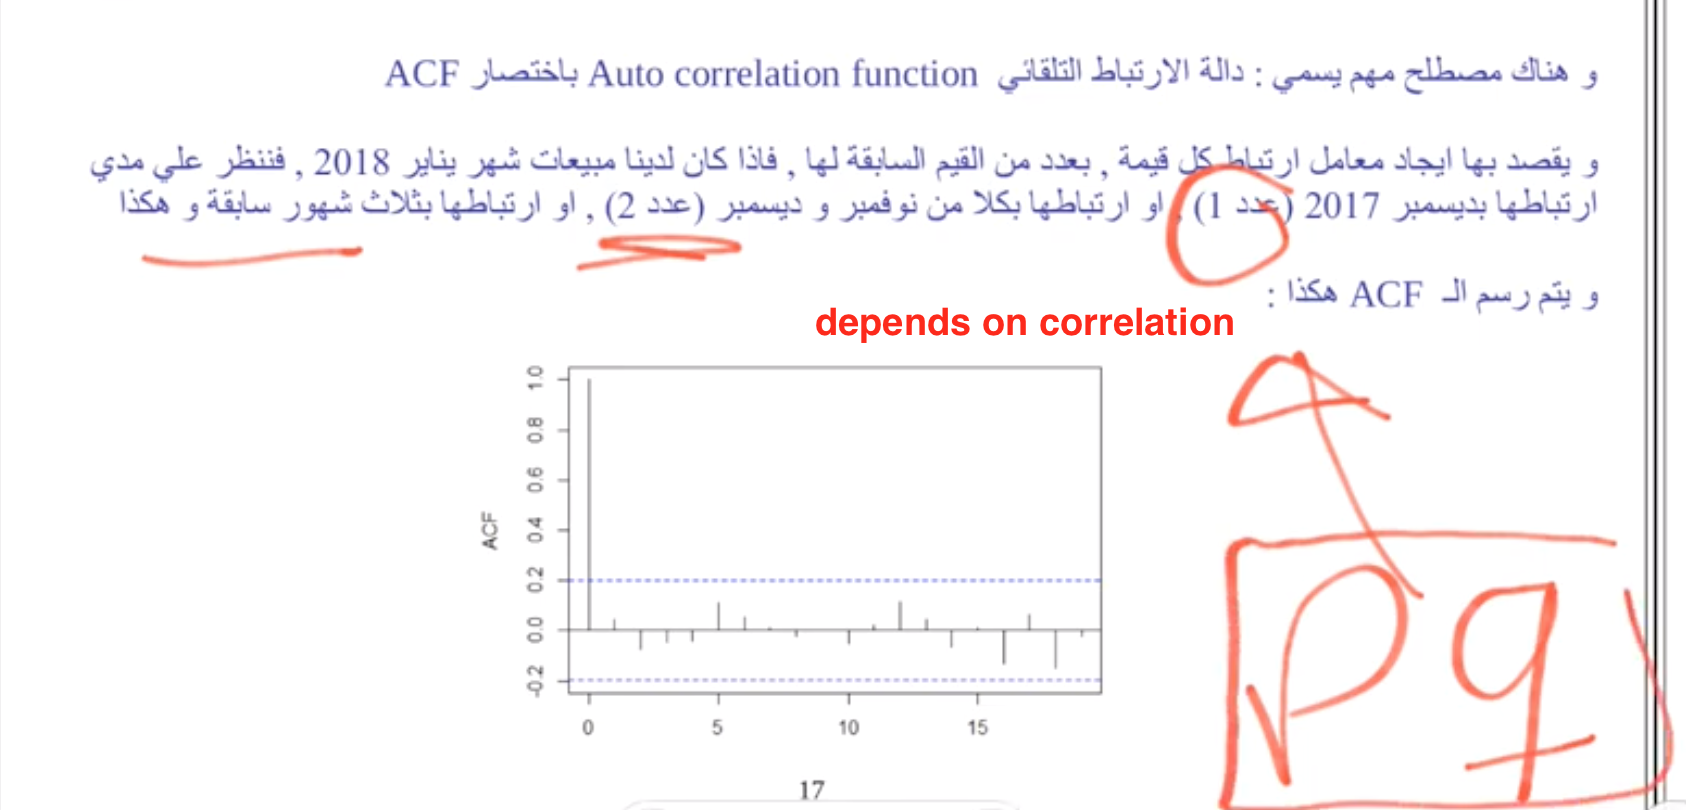 و هناك مصطلح مهم يسمي : دالة الارتباط التلقائي Auto correlation function باختصار ACF
و يقصد بها ايجاد معامل ارتباط كل قيمة , بعدد من القيم السابقة لها , فاذا كان لدينا مبيعات شهر يناير 2018 , فننظر علي مدي
ارتباطها بديسمبر 2017 (عدد 1) , او ارتباطها بكلا من نوفمبر و ديسمبر (عدد 2) , او ارتباطها بثلاث شهور سابقة و هكذا
و يتم رسم الـ ACF هكذا :
depends on correlation
1.0
0.8
0.6
0.4
0.2
0.0
-0.2
ACF
0 5 10 15
P q
17